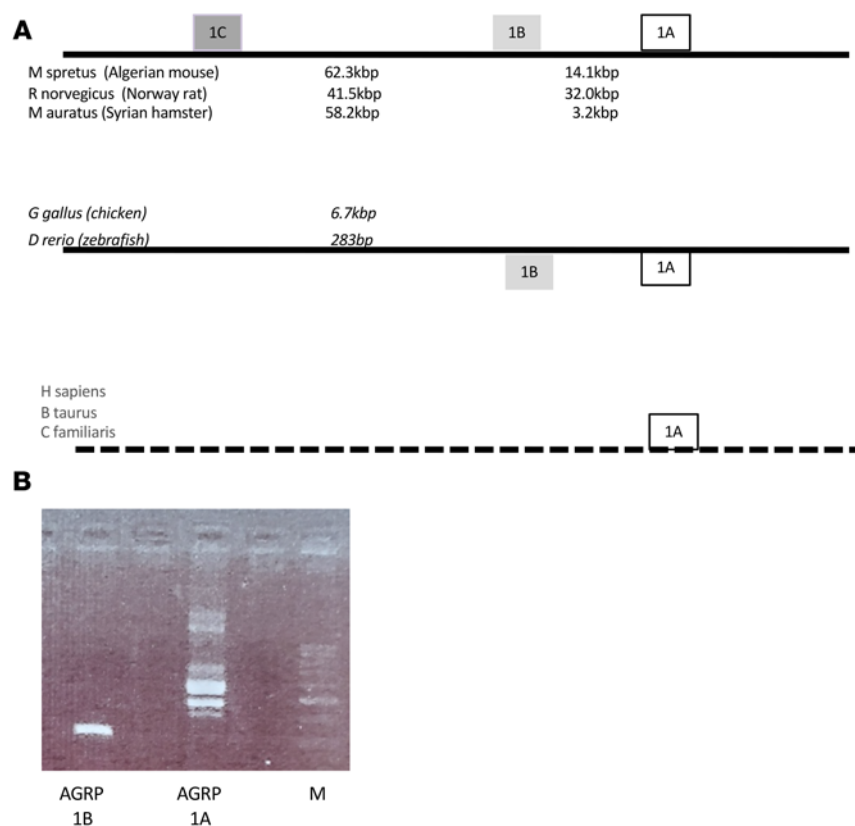 A
1C 1B 1A
M spretus (Algerian mouse) 62.3kbp 14.1kbp
R norvegicus (Norway rat) 41.5kbp 32.0kbp
M auratus (Syrian hamster) 58.2kbp 3.2kbp
G gallus (chicken) 6.7kbp
D rerio (zebrafish) 283bp
1B 1A
H sapiens
B taurus
C familiaris 1A
B
AGRP AGRP M
1B 1A